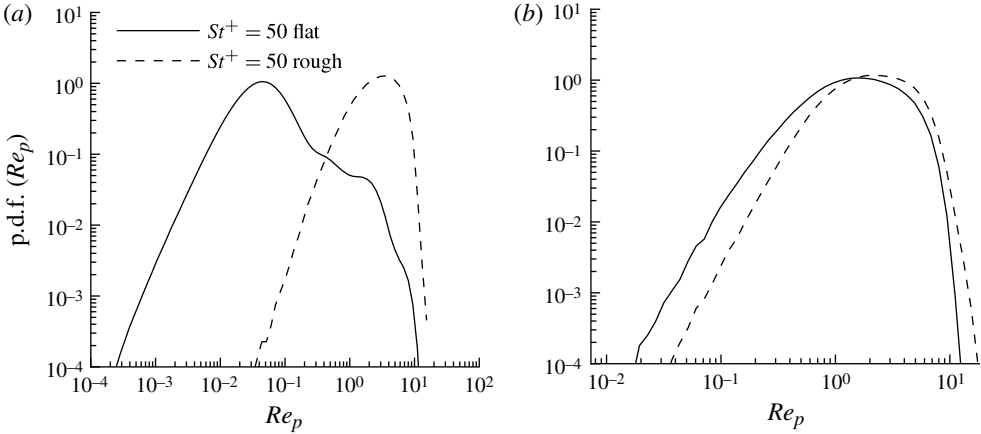 (a)
St⁺ = 50 flat
St⁺ = 50 rough
p.d.f. (Reₚ)
10¹
10⁰
10⁻¹
10⁻²
10⁻³
10⁻⁴
10⁻⁴ 10⁻³ 10⁻² 10⁻¹ 10⁰ 10¹ 10²
Reₚ
(b)
10¹
10⁰
10⁻¹
10⁻²
10⁻³
10⁻⁴
10⁻² 10⁻¹ 10⁰ 10¹
Reₚ